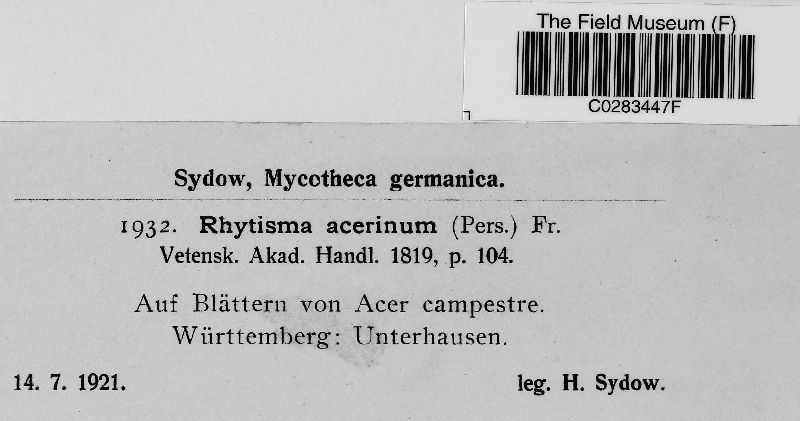 The Field Museum (F)
C0283447F
Sydow, Mycotheca germanica.
1932. Rhytisma acerinum (Pers.) Fr.
Vetensk. Akad. Handl. 1819, p. 104.
Auf Blättern von Acer campestre.
Württemberg: Unterhausen.
14. 7. 1921. leg. H. Sydow.